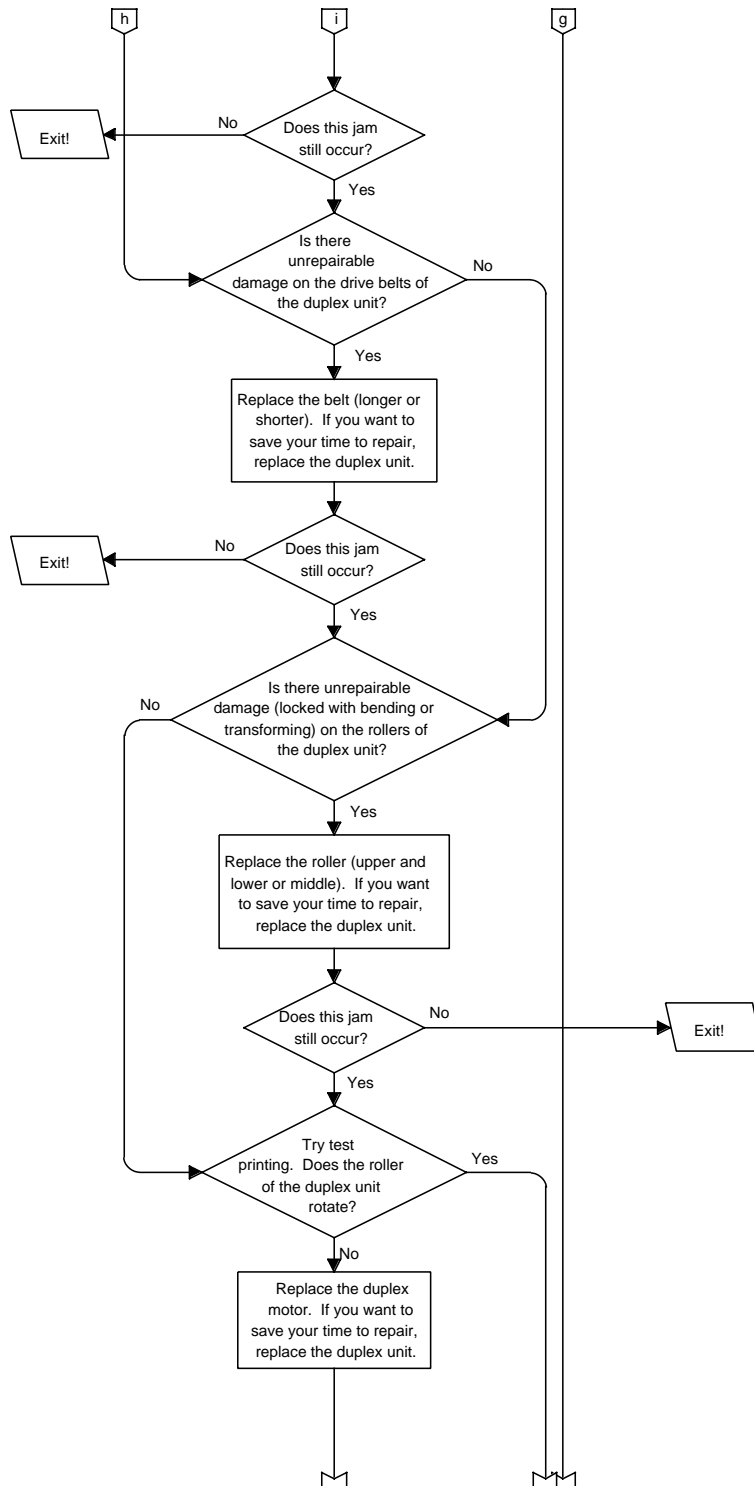 h
i
g
Does this jam
still occur?
No
Exit!
Yes
Is there
unrepairable
damage on the drive belts of
the duplex unit?
No
Yes
Replace the belt (longer or
shorter). If you want to
save your time to repair,
replace the duplex unit.
Does this jam
still occur?
No
Exit!
Yes
Is there unrepairable
damage (locked with bending or
transforming) on the rollers of
the duplex unit?
No
Yes
Replace the roller (upper and
lower or middle). If you want
to save your time to repair,
replace the duplex unit.
Does this jam
still occur?
No
Exit!
Yes
Try test
printing. Does the roller
of the duplex unit
rotate?
Yes
No
Replace the duplex
motor. If you want to
save your time to repair,
replace the duplex unit.